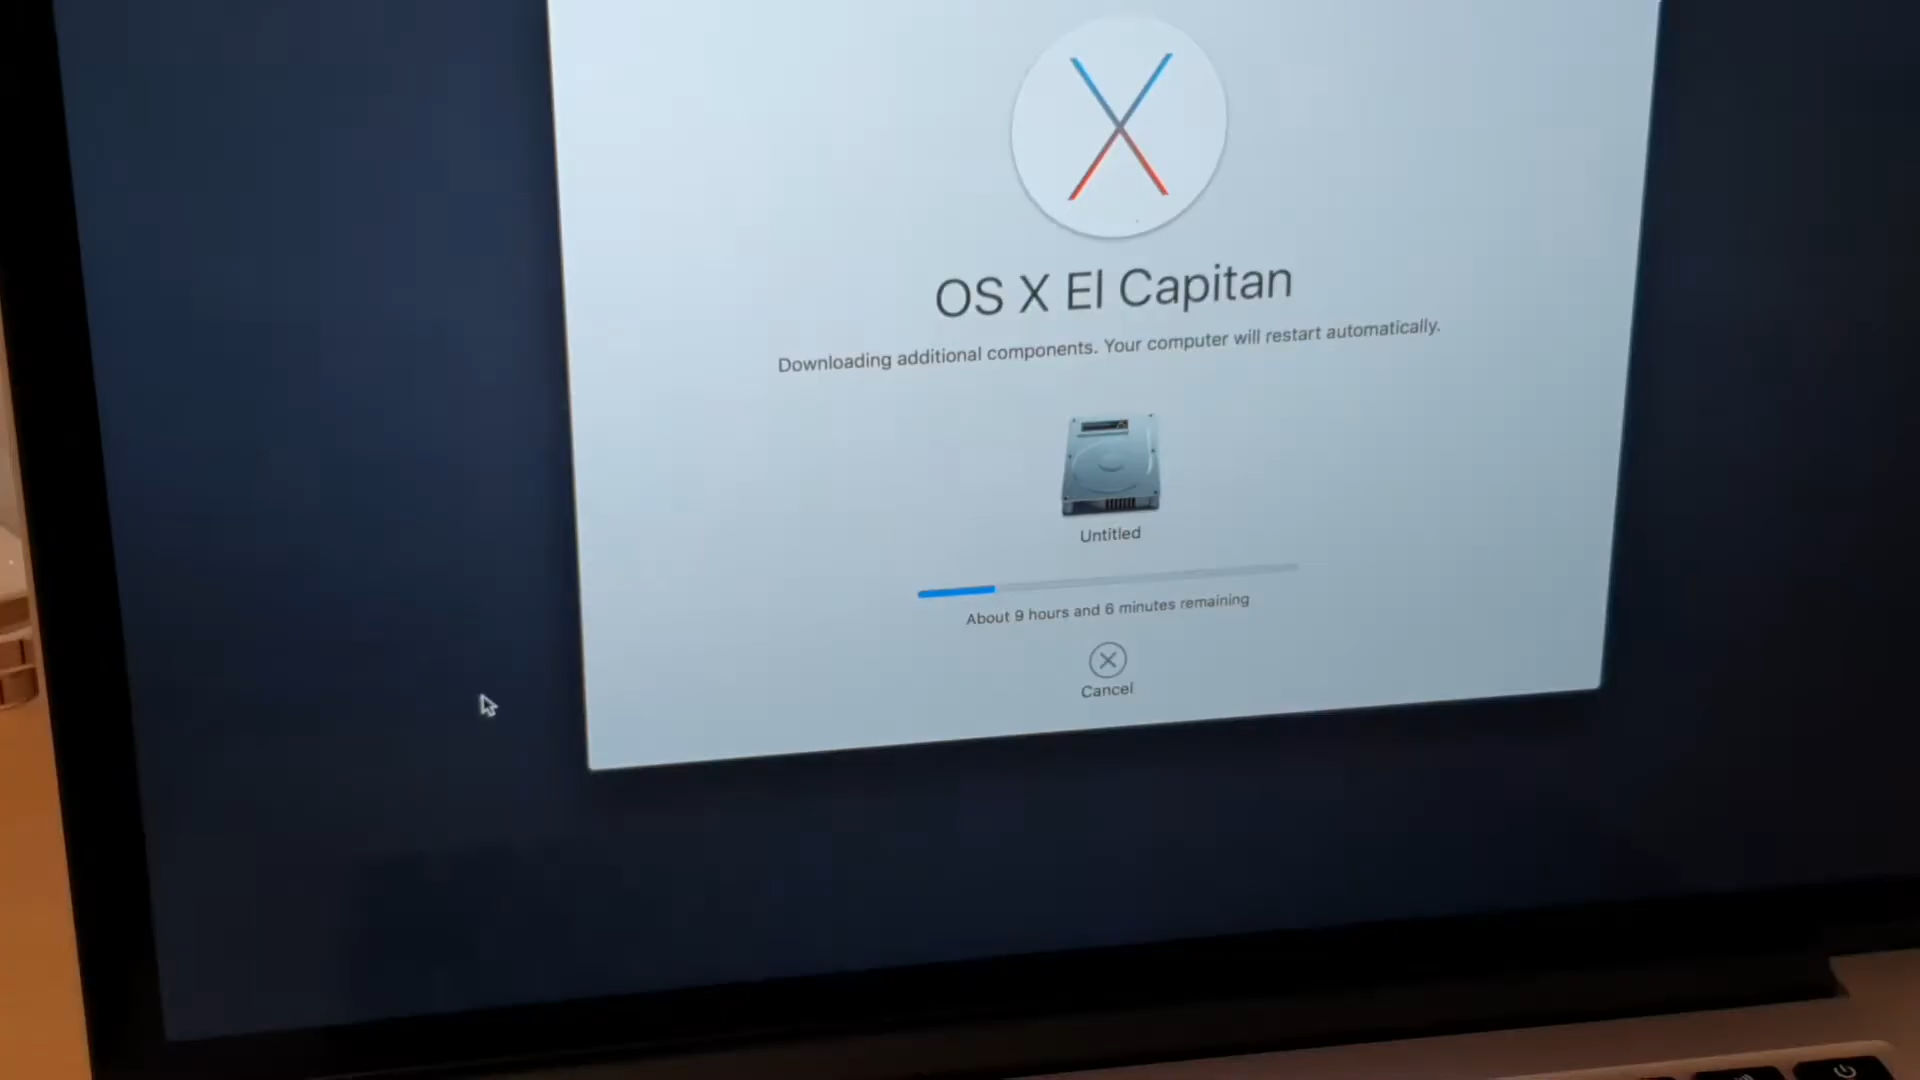 OS X El Capitan
Downloading additional components. Your computer will restart automatically.
Untitled
About 9 hours and 6 minutes remaining
Cancel